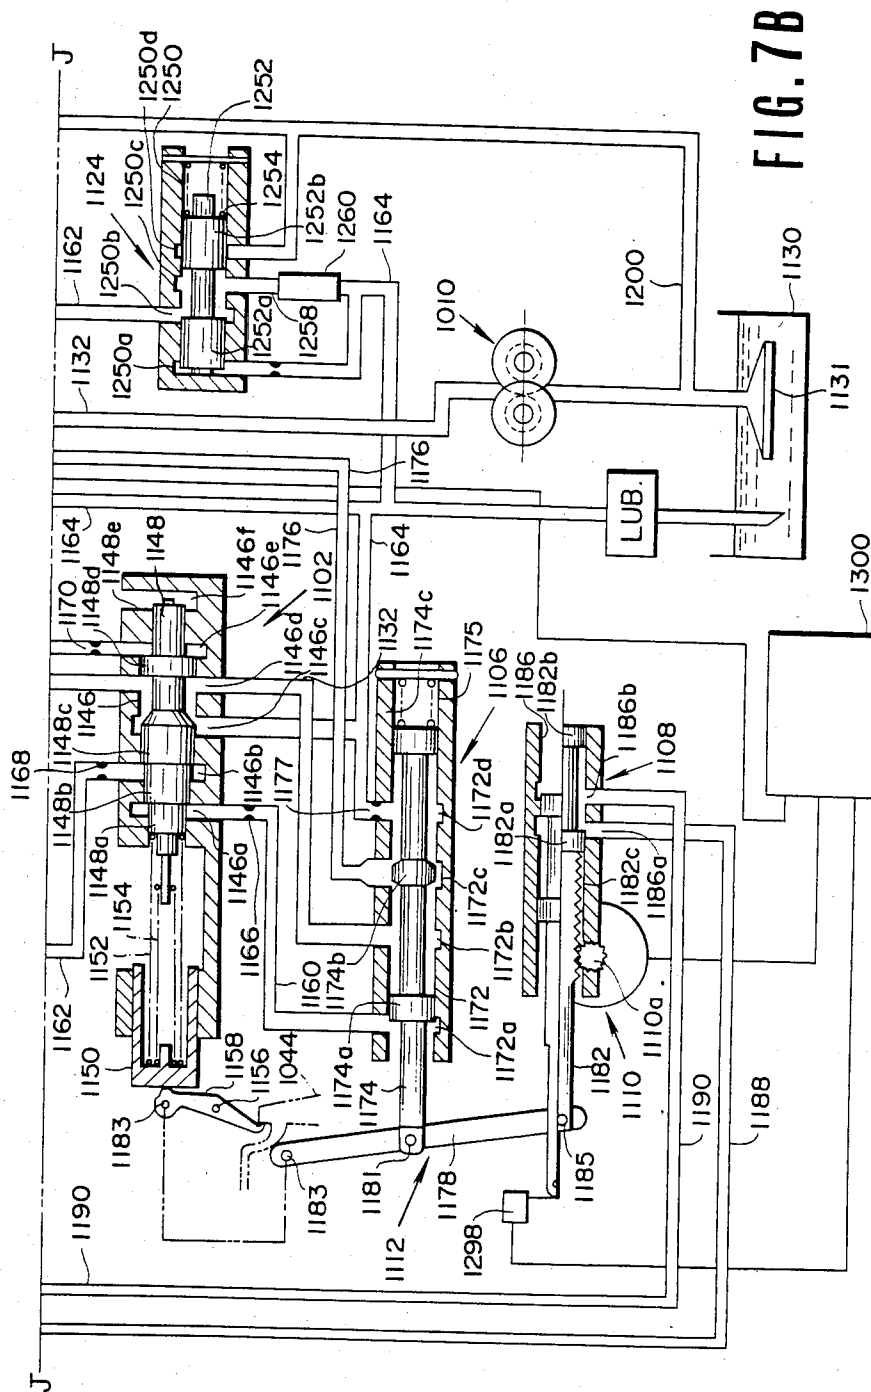 FIG.7B
J
1190
1183
1150
1162
1152
1154
1148a
1148b
1168
1148c
1146
1148d
1170
1148e
1164
1132
1250a
1162
1250b
1124
1250c
1250d
1250
1148
1146f
1146e
1102
1146d
1146c
1176
1132
1146b
1146a
1166
1160
1158
1156
1044
1252
1254
1252b
1260
1164
1258
1252a
1176
1164
1010
1200
1130
1131
LUB.
1183
1181
1112
1178
1174a
1174
1174b
1177
1174c
1175
1106
1172d
1172c
1172b
1172
1172a
1182a
1186
1182b
1186b
1108
1186a
1182c
1110a
1110
1182
1185
1298
1190
1188
1300
J